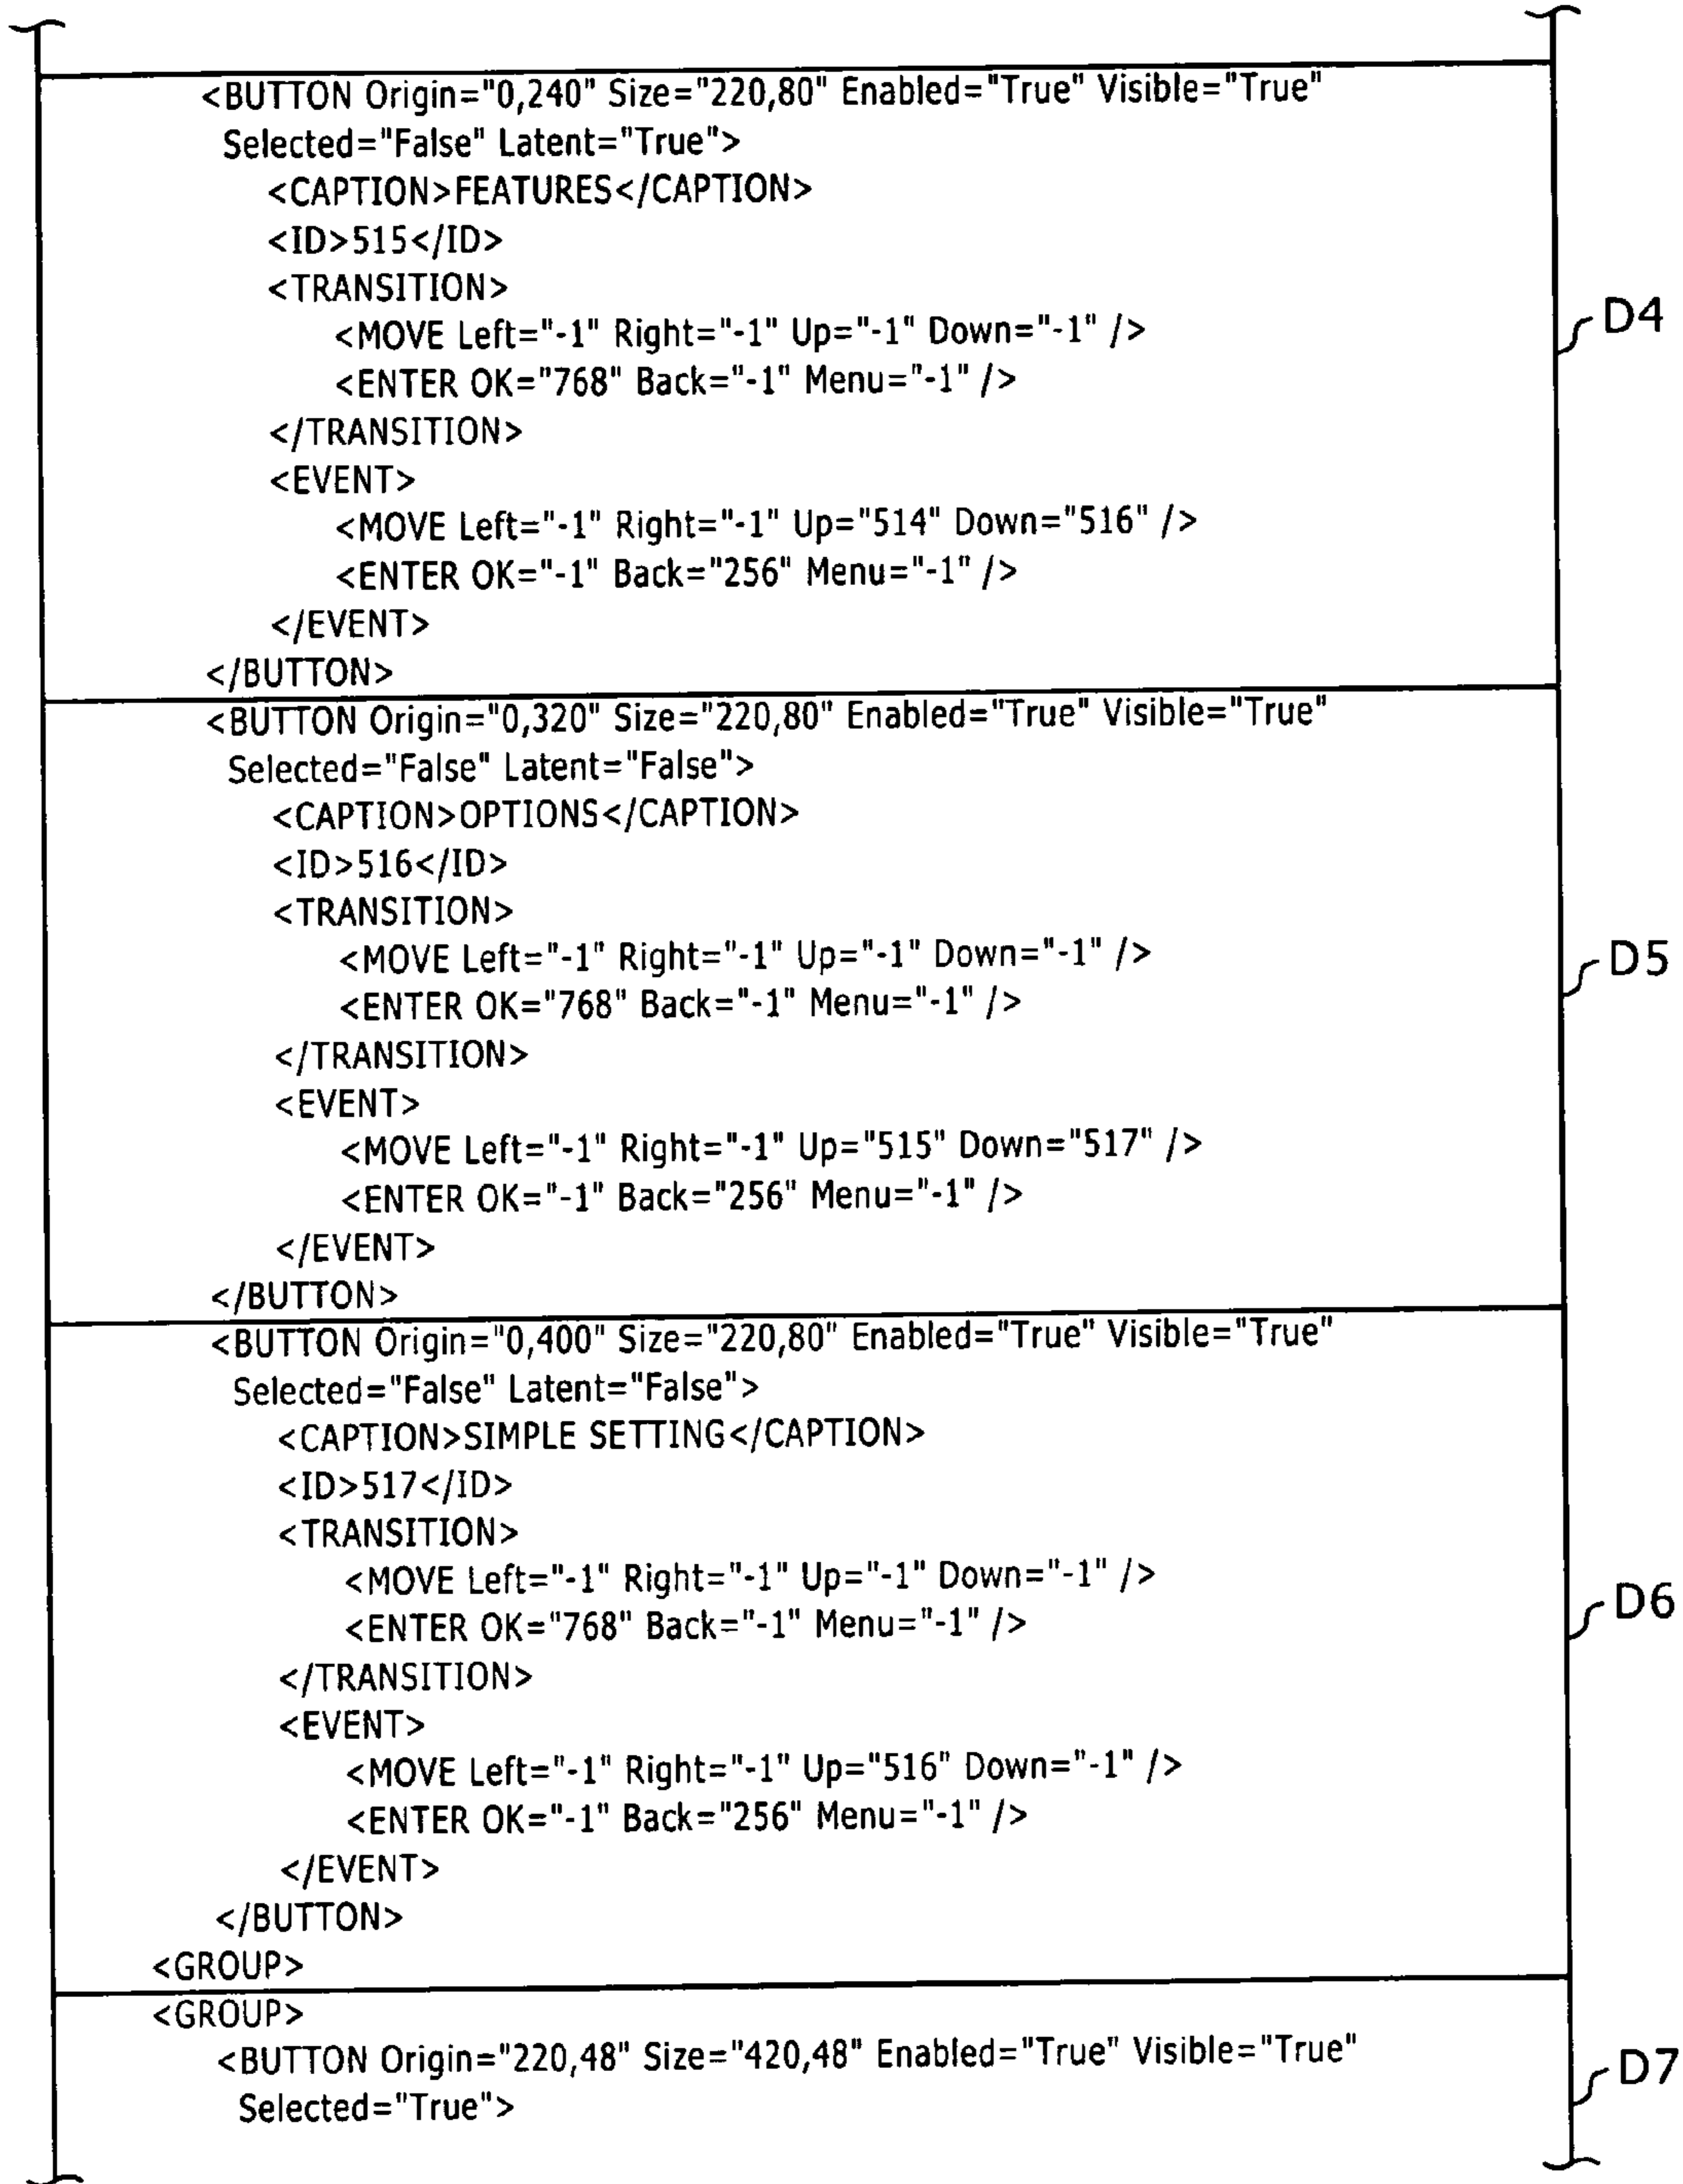 <BUTTON Origin="0,240" Size="220,80" Enabled="True" Visible="True"
Selected="False" Latent="True">
<CAPTION>FEATURES</CAPTION>
<ID>515</ID>
<TRANSITION>
<MOVE Left="-1" Right="-1" Up="-1" Down="-1" />
<ENTER OK="768" Back="-1" Menu="-1" />
</TRANSITION>
<EVENT>
<MOVE Left="-1" Right="-1" Up="514" Down="516" />
<ENTER OK="-1" Back="256" Menu="-1" />
</EVENT>
</BUTTON>
D4
<BUTTON Origin="0,320" Size="220,80" Enabled="True" Visible="True"
Selected="False" Latent="False">
<CAPTION>OPTIONS</CAPTION>
<ID>516</ID>
<TRANSITION>
<MOVE Left="-1" Right="-1" Up="-1" Down="-1" />
<ENTER OK="768" Back="-1" Menu="-1" />
</TRANSITION>
<EVENT>
<MOVE Left="-1" Right="-1" Up="515" Down="517" />
<ENTER OK="-1" Back="256" Menu="-1" />
</EVENT>
</BUTTON>
D5
<BUTTON Origin="0,400" Size="220,80" Enabled="True" Visible="True"
Selected="False" Latent="False">
<CAPTION>SIMPLE SETTING</CAPTION>
<ID>517</ID>
<TRANSITION>
<MOVE Left="-1" Right="-1" Up="-1" Down="-1" />
<ENTER OK="768" Back="-1" Menu="-1" />
</TRANSITION>
<EVENT>
<MOVE Left="-1" Right="-1" Up="516" Down="-1" />
<ENTER OK="-1" Back="256" Menu="-1" />
</EVENT>
</BUTTON>
<GROUP>
D6
<GROUP>
<BUTTON Origin="220,48" Size="420,48" Enabled="True" Visible="True"
Selected="True">
D7